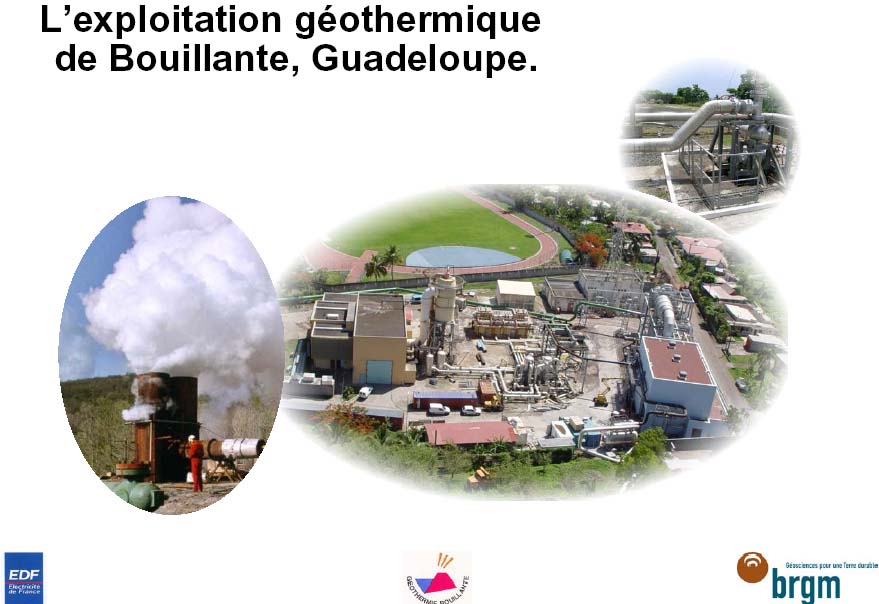 L'exploitation géothermique
de Bouillante, Guadeloupe.
EDF
Electricité
de France
GÉOTHERMIE BOUILLANTE
Géosciences pour une Terre durable
brgm